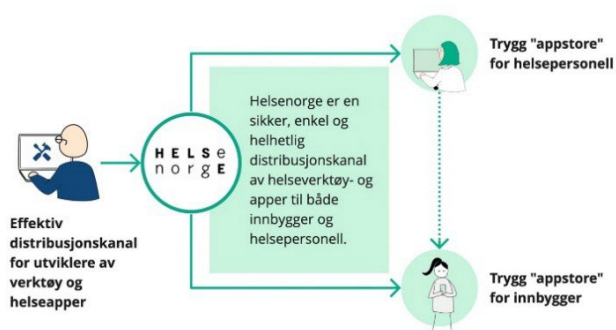 Effektiv
distribusjonskanal
for utviklere av
verktøy og
helseapper
HELSe
norgE
Helsenorge er en
sikker, enkel og
helhetlig
distribusjonskanal
av helseverktøy- og
apper til både
innbygger og
helsepersonell.
Trygg "appstore"
for helsepersonell
Trygg "appstore"
for innbygger